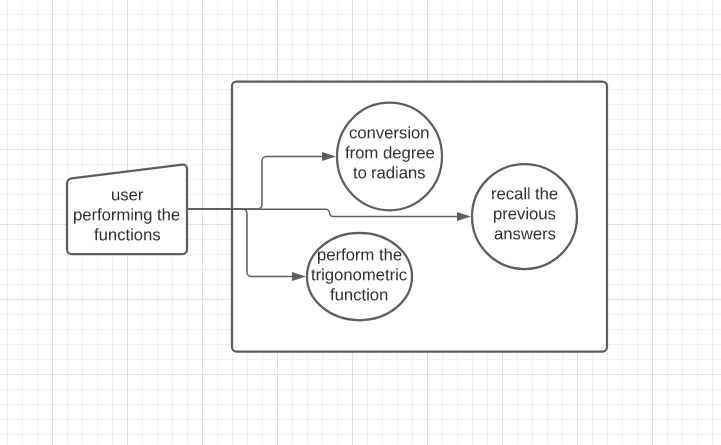 user
performing the
functions
conversion
from degree
to radians
recall the
previous
answers
perform the
trigonometric
function